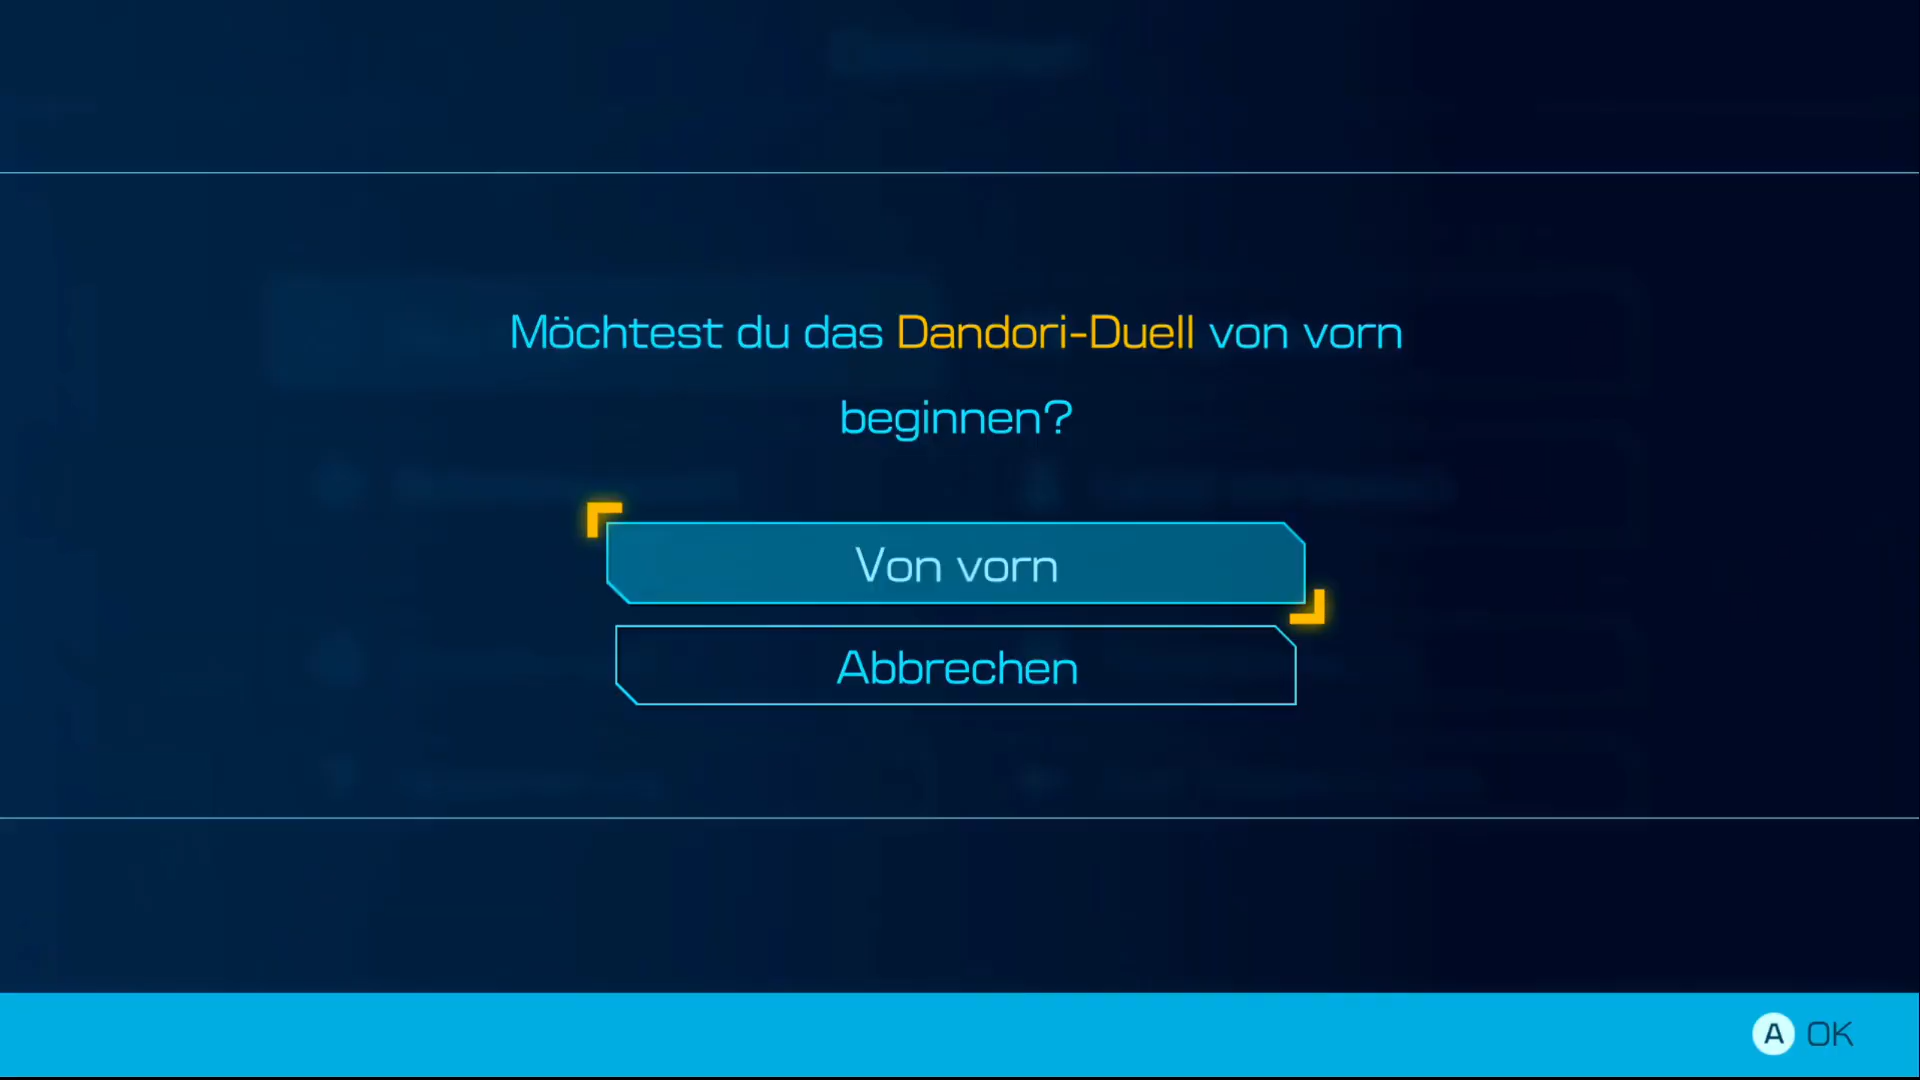 Möchtest du das Dandori-Duell von vorn
beginnen?
Von vorn
Abbrechen
A OK